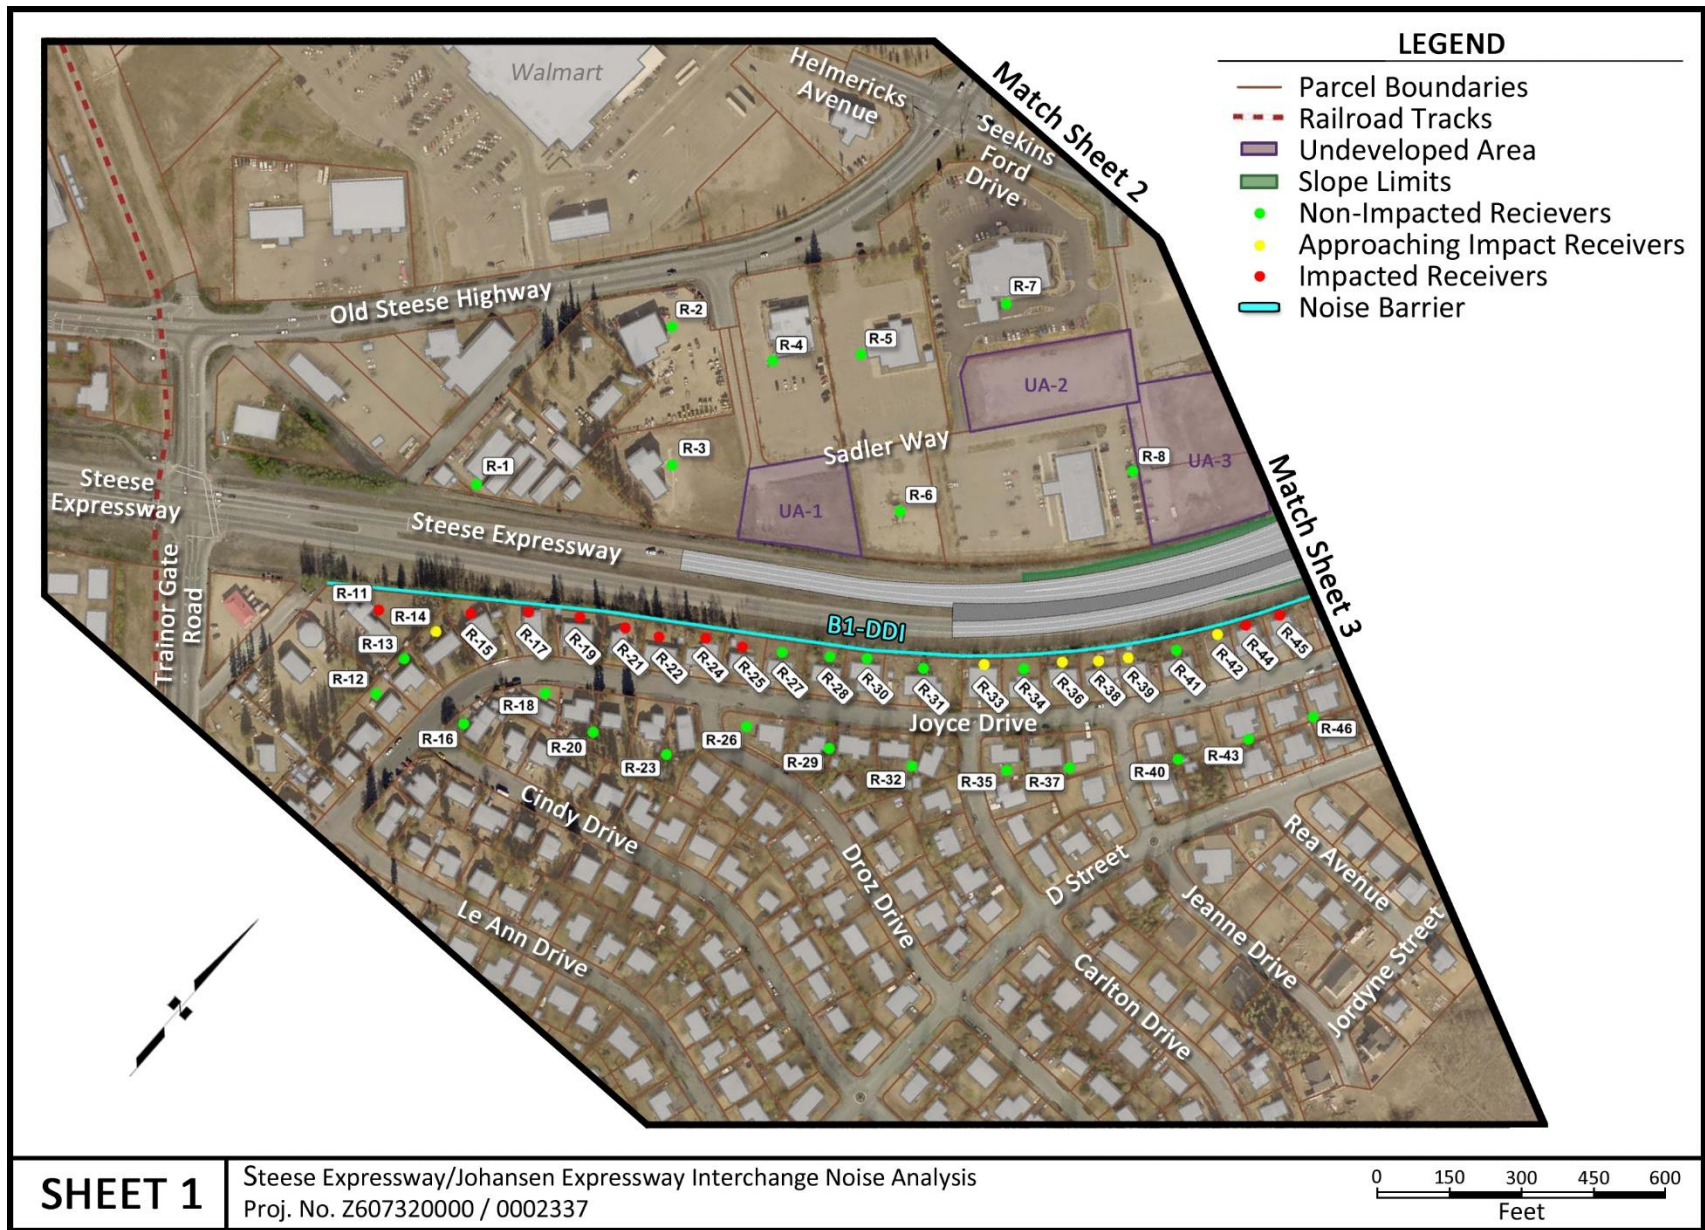 Walmart
Helmericks
Avenue
Match Sheet 2
Seekins
Ford
Drive
LEGEND
Parcel Boundaries
Railroad Tracks
Undeveloped Area
Slope Limits
Non-Impacted Recievers
Approaching Impact Receivers
Impacted Receivers
Noise Barrier
Old Steese Highway
R-2
R-4
R-5
R-7
UA-2
R-1
R-3
Sadler Way
R-8
UA-3
R-6
UA-1
Steese
Expressway
Steese Expressway
Match Sheet 3
Trainor Gate
Road
B1-DDI
R-11
R-14
R-13
R-12
R-15
R-17
R-19
R-21
R-22
R-24
R-25
R-27
R-28
R-30
R-31
R-33
R-34
R-36
R-38
R-39
R-41
R-42
R-44
R-45
R-16
R-18
R-20
R-23
R-26
R-29
R-32
Joyce Drive
R-35
R-37
R-40
R-43
R-46
Cindy Drive
Le Ann Drive
Droz Drive
D Street
Carlton Drive
Jeanne Drive
Rea Avenue
Jordyne Street
N
SHEET 1
Steese Expressway/Johansen Expressway Interchange Noise Analysis
Proj. No. Z607320000 / 0002337
0 150 300 450 600
Feet